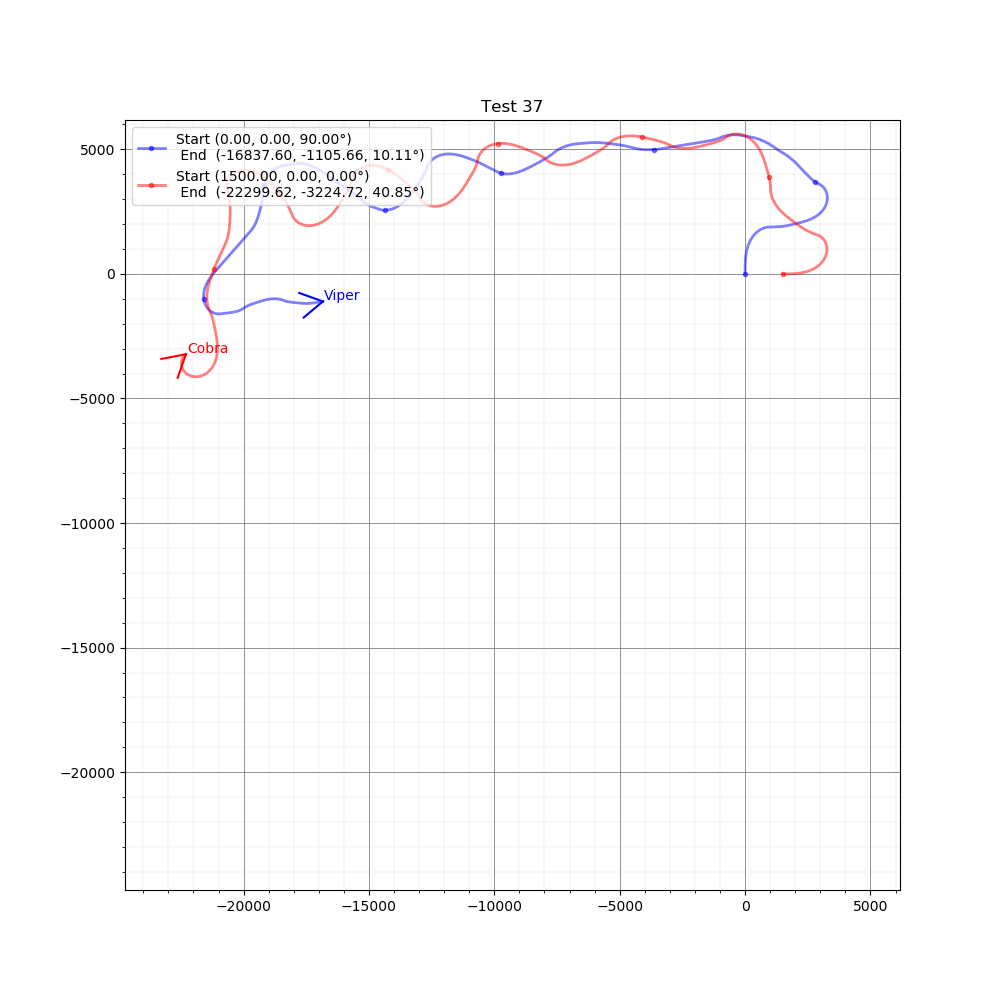 Test 37
Start (0.00, 0.00, 90.00°)
End (-16837.60, -1105.66, 10.11°)
Start (1500.00, 0.00, 0.00°)
End (-22299.62, -3224.72, 40.85°)
5000
0
−5000
−10000
−15000
−20000
Viper
Cobra
−20000
−15000
−10000
−5000
0
5000